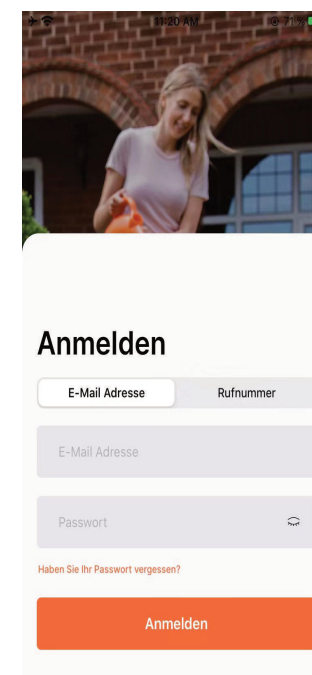 11:20 AM
71 %
Anmelden
E-Mail Adresse
Rufnummer
E-Mail Adresse
Passwort
Haben Sie Ihr Passwort vergessen?
Anmelden